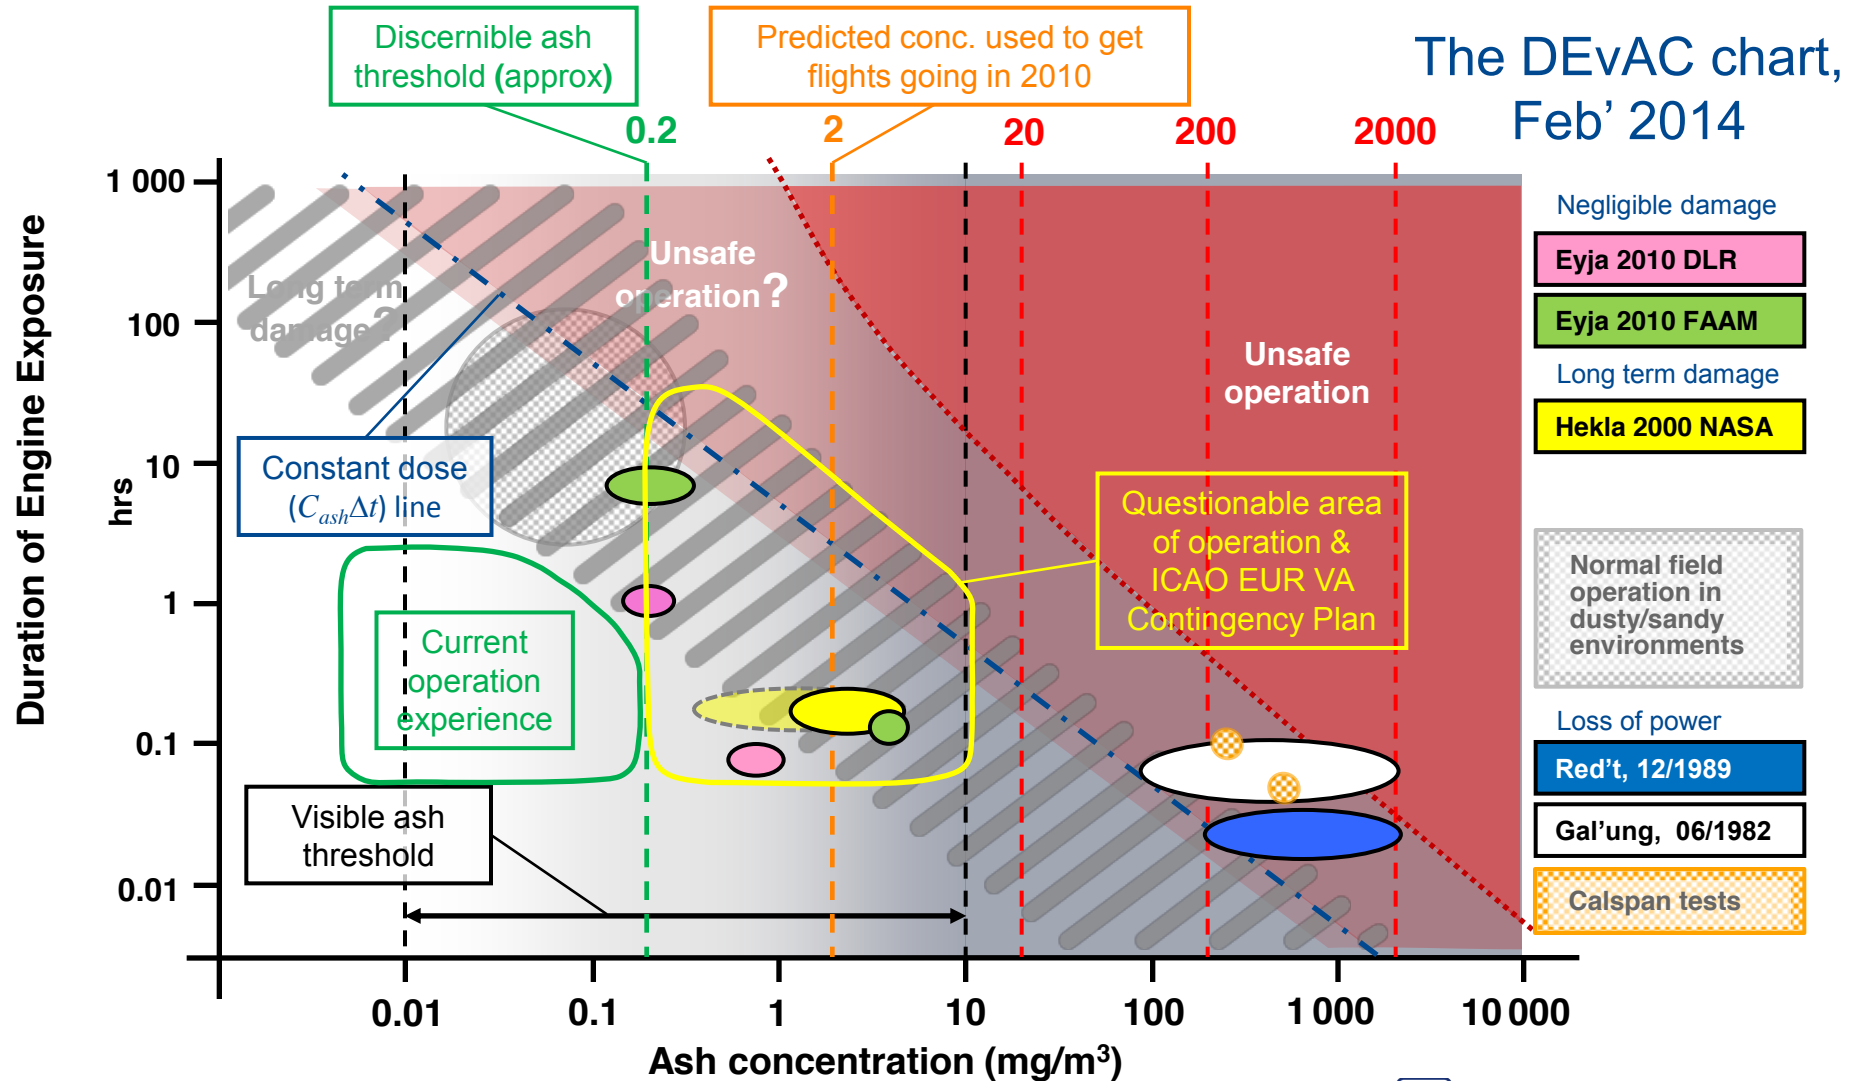 The DEvAC chart,
Feb’ 2014
Discernible ash
threshold (approx)
Predicted conc. used to get
flights going in 2010
0.2
2
20
200
2000
Duration of Engine Exposure
hrs
1 000
100
10
1
0.1
0.01
Long term
damage?
Unsafe
operation?
Unsafe
operation
Constant dose
(CashΔt) line
Questionable area
of operation &
ICAO EUR VA
Contingency Plan
Current
operation
experience
Visible ash
threshold
Negligible damage
Eyja 2010 DLR
Eyja 2010 FAAM
Long term damage
Hekla 2000 NASA
Normal field
operation in
dusty/sandy
environments
Loss of power
Red’t, 12/1989
Gal’ung, 06/1982
Calspan tests
0.01
0.1
1
10
100
1 000
10 000
Ash concentration (mg/m³)